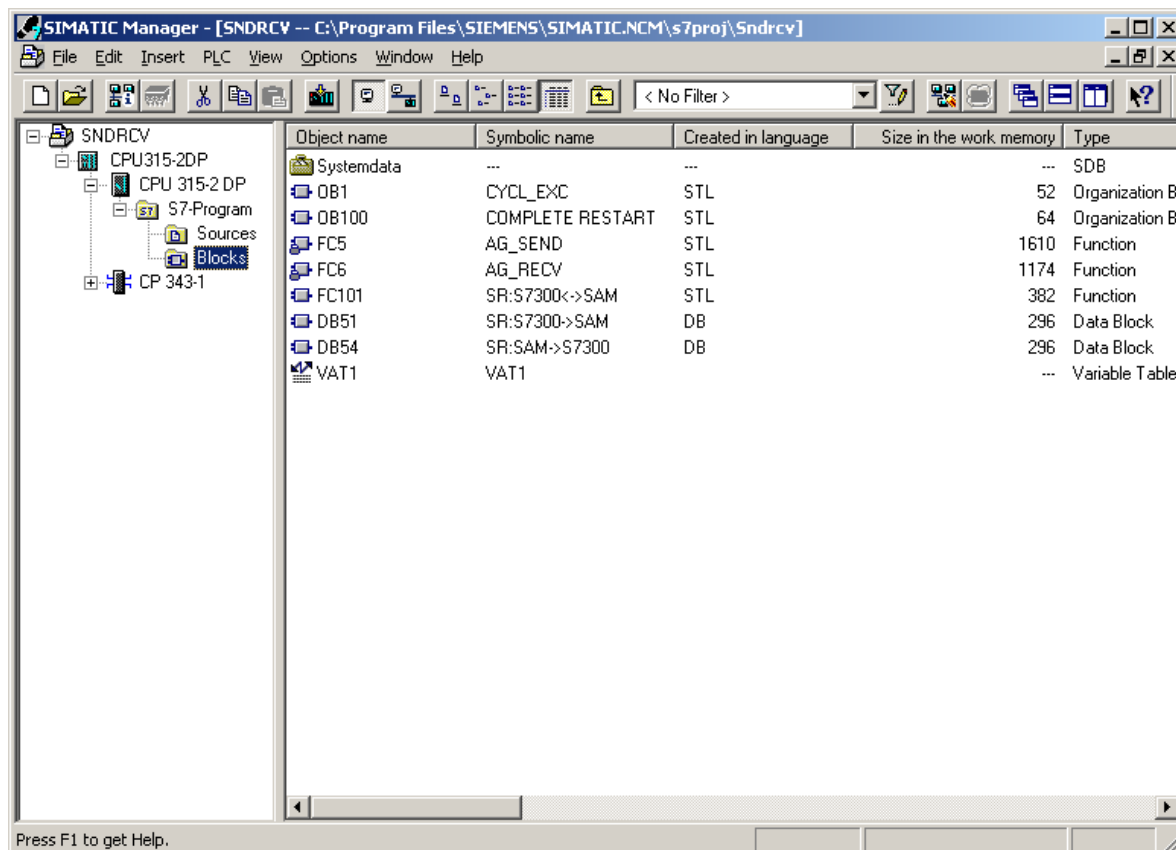 SIMATIC Manager - [SNDRCV -- C:\Program Files\SIEMENS\SIMATIC.NCM\s7proj\Sndrcv]
File Edit Insert PLC View Options Window Help
< No Filter >
SNDRCV
CPU315-2DP
CPU 315-2 DP
S7-Program
Sources
Blocks
CP 343-1
Object name Symbolic name Created in language Size in the work memory Type
Systemdata --- --- --- SDB
OB1 CYCL_EXC STL 52 Organization B
OB100 COMPLETE RESTART STL 64 Organization B
FC5 AG_SEND STL 1610 Function
FC6 AG_RECV STL 1174 Function
FC101 SR:S7300<->SAM STL 382 Function
DB51 SR:S7300->SAM DB 296 Data Block
DB54 SR:SAM->S7300 DB 296 Data Block
VAT1 VAT1 --- Variable Table
Press F1 to get Help.